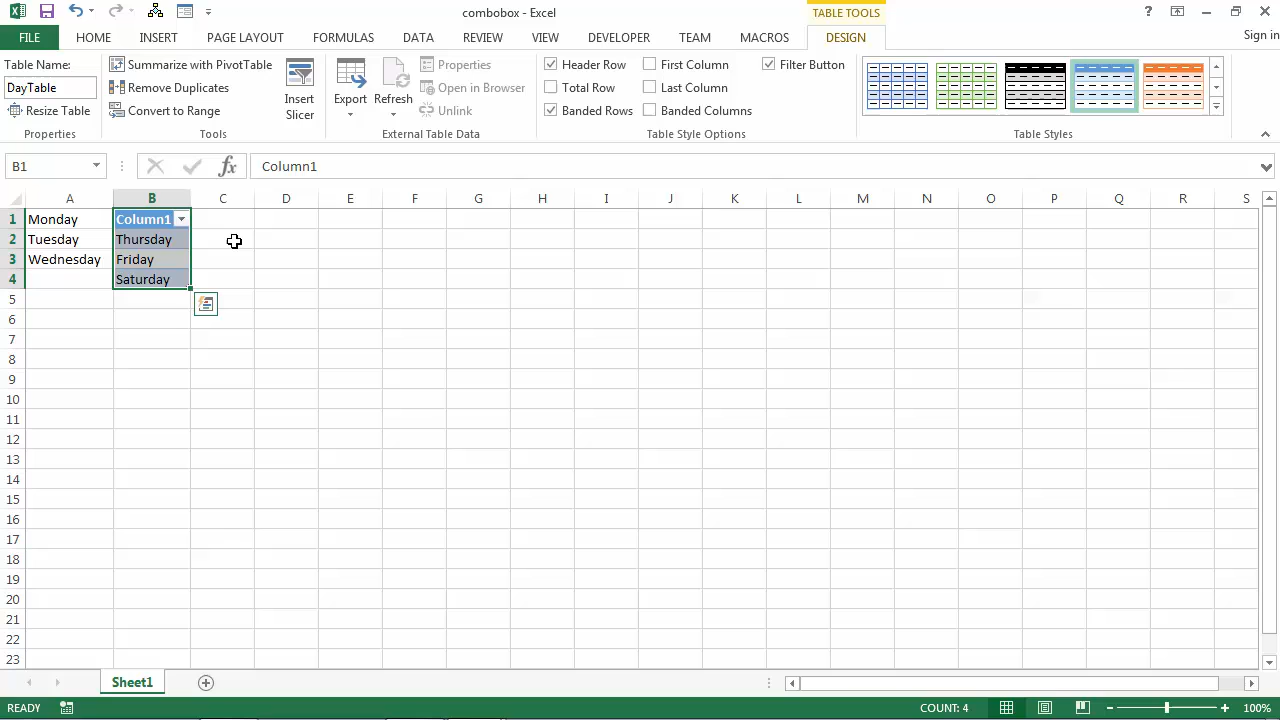 combobox - Excel
TABLE TOOLS
?
Sign in
FILE HOME INSERT PAGE LAYOUT FORMULAS DATA REVIEW VIEW DEVELOPER TEAM MACROS DESIGN
Table Name:
DayTable
Resize Table
Properties
Summarize with PivotTable
Remove Duplicates
Convert to Range
Insert
Slicer
Tools
Export
Refresh
Properties
Open in Browser
Unlink
External Table Data
Header Row
First Column
Filter Button
Total Row
Last Column
Banded Rows
Banded Columns
Table Style Options
Table Styles
B1
fx
Column1
A B C D E F G H I J K L M N O P Q R S
1 Monday Column1
2 Tuesday Thursday
3 Wednesday Friday
4 Saturday
5
6
7
8
9
10
11
12
13
14
15
16
17
18
19
20
21
22
23
Sheet1
READY
COUNT: 4
100%